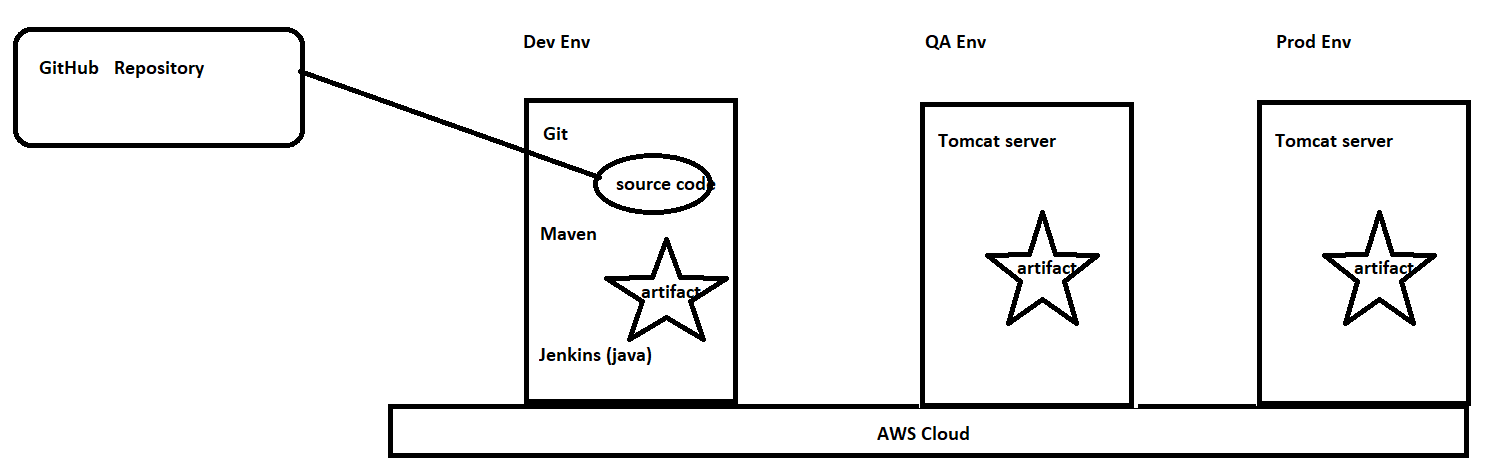 Dev Env
QA Env
Prod Env
GitHub Repository
Git
source code
Maven
artifact
Jenkins (java)
Tomcat server
artifact
Tomcat server
artifact
AWS Cloud